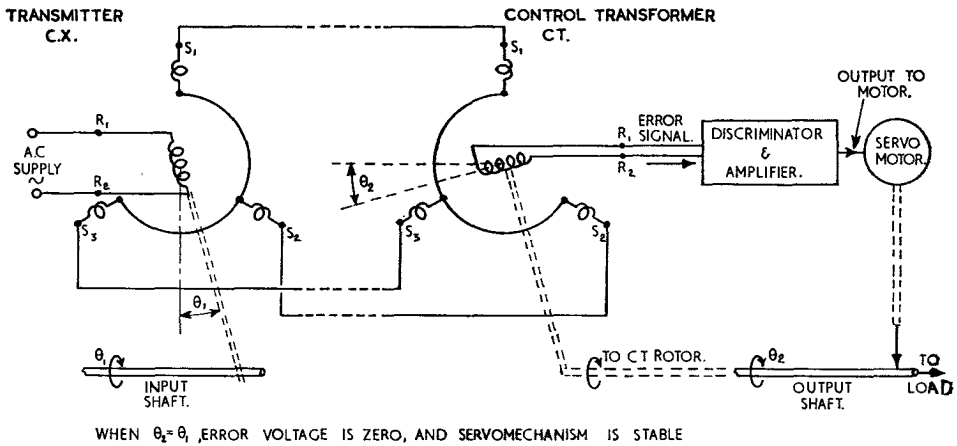 TRANSMITTER
C.X.
CONTROL TRANSFORMER
CT.
S1
S1
OUTPUT TO
MOTOR.
R1
A.C
SUPPLY
~
R2
S3
S2
θ1
θ2
S3
S2
ERROR
SIGNAL.
R1
R2
DISCRIMINATOR
&
AMPLIFIER.
SERVO
MOTOR.
θ1
INPUT
SHAFT.
TO CT ROTOR.
θ2
OUTPUT
SHAFT.
TO
LOAD
WHEN θ2=θ1, ERROR VOLTAGE IS ZERO, AND SERVOMECHANISM IS STABLE